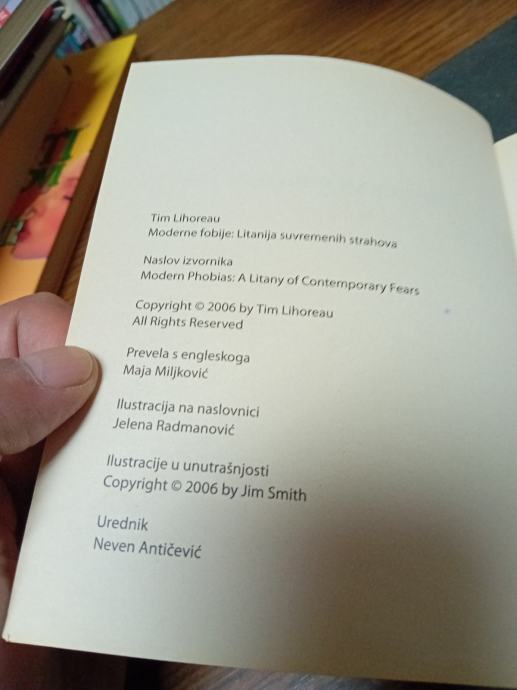 Tim Lihoreau
Moderne fobije: Litanija suvremenih strahova
Naslov izvornika
Modern Phobias: A Litany of Contemporary Fears
Copyright © 2006 by Tim Lihoreau
All Rights Reserved
Prevela s engleskoga
Maja Miljković
Ilustracija na naslovnici
Jelena Radmanović
Ilustracije u unutrašnjosti
Copyright © 2006 by Jim Smith
Urednik
Neven Antičević